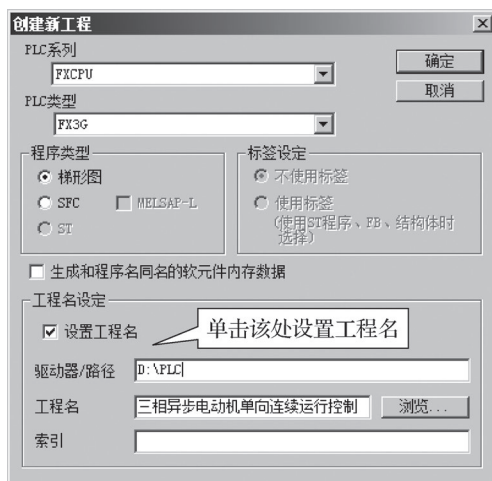 创建新工程
PLC系列
确定
FXCPU
取消
PLC类型
FX3G
程序类型
标签设定
梯形图
不使用标签
SFC
MELSAP-L
使用标签
(使用ST程序、FB、结构体时
选择)
ST
生成和程序名同名的软元件内存数据
工程名设定
设置工程名
单击该处设置工程名
驱动器/路径
D:\PLC
工程名
三相异步电动机单向连续运行控制
浏览...
索引